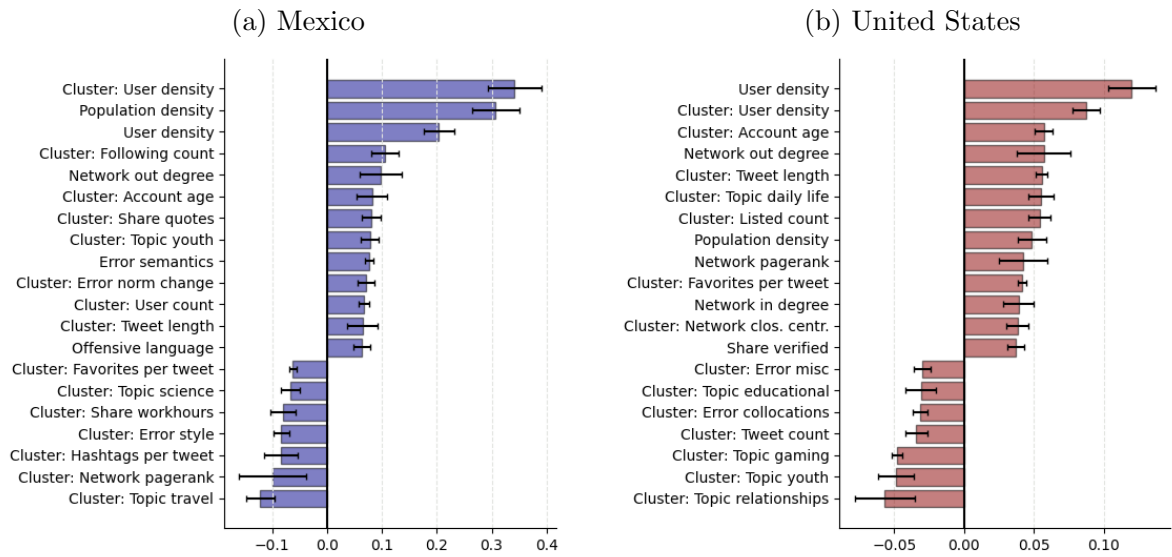 (a) Mexico
Cluster: User density
Population density
User density
Cluster: Following count
Network out degree
Cluster: Account age
Cluster: Share quotes
Cluster: Topic youth
Error semantics
Cluster: Error norm change
Cluster: User count
Cluster: Tweet length
Offensive language
Cluster: Favorites per tweet
Cluster: Topic science
Cluster: Share workhours
Cluster: Error style
Cluster: Hashtags per tweet
Cluster: Network pagerank
Cluster: Topic travel
−0.1 0.0 0.1 0.2 0.3 0.4
(b) United States
User density
Cluster: User density
Cluster: Account age
Network out degree
Cluster: Tweet length
Cluster: Topic daily life
Cluster: Listed count
Population density
Network pagerank
Cluster: Favorites per tweet
Network in degree
Cluster: Network clos. centr.
Share verified
Cluster: Error misc
Cluster: Topic educational
Cluster: Error collocations
Cluster: Tweet count
Cluster: Topic gaming
Cluster: Topic youth
Cluster: Topic relationships
−0.05 0.00 0.05 0.10